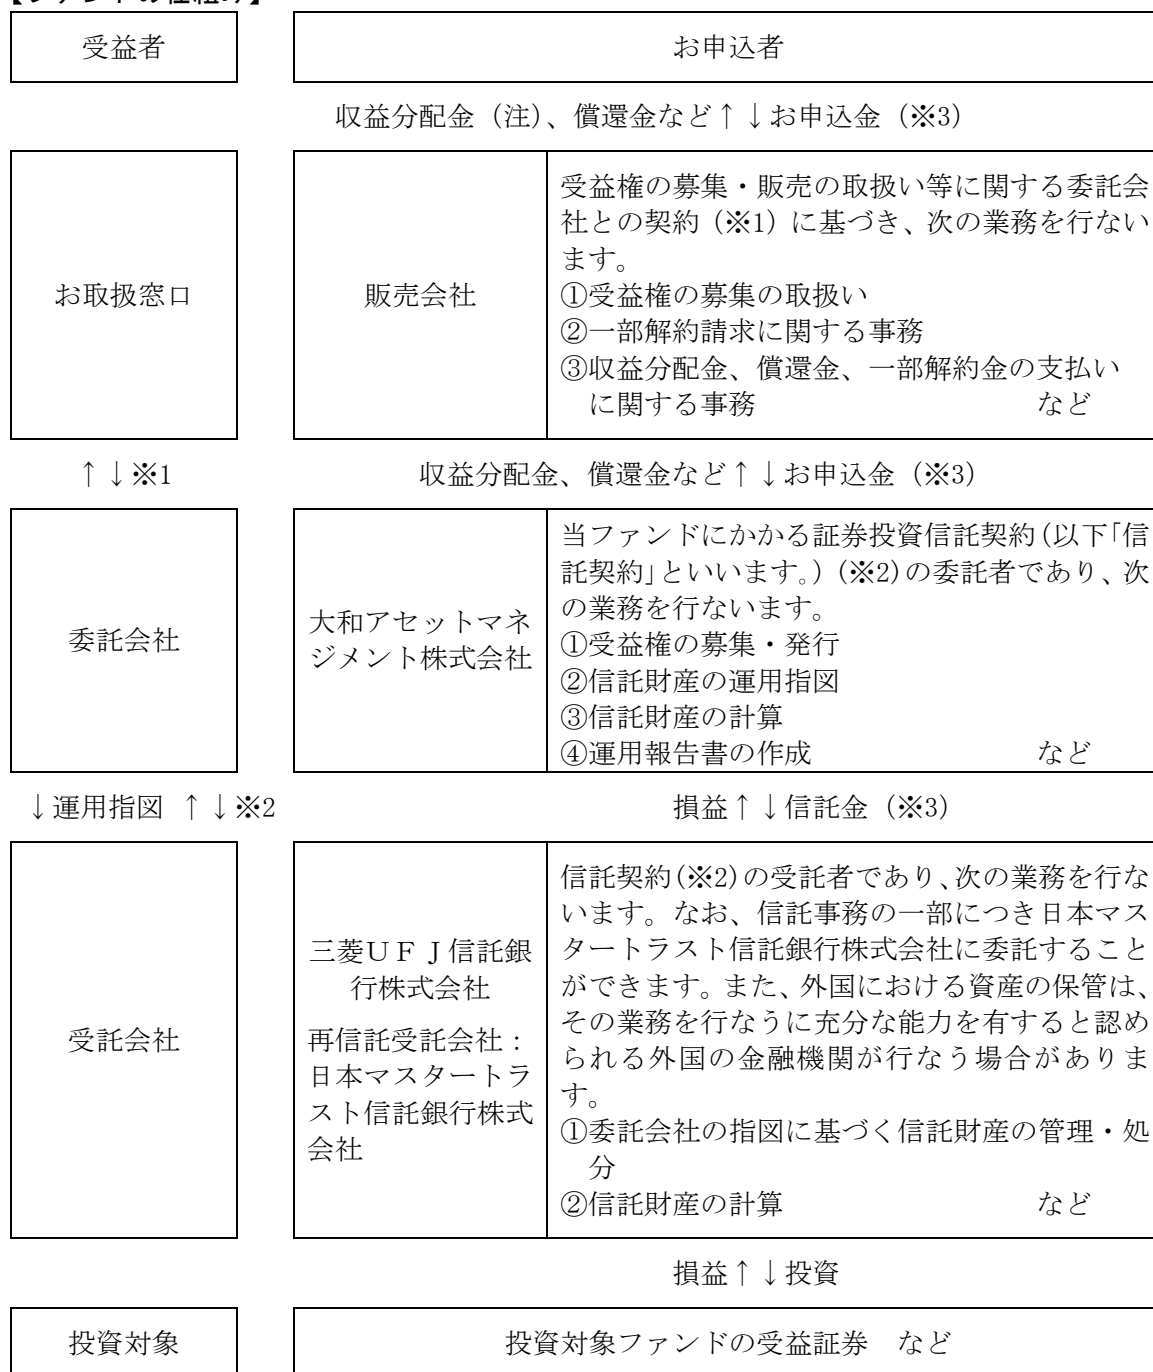 【ファンドの仕組み】
受益者
お申込者
収益分配金（注）、償還金など↑↓お申込金（※3）
お取扱窓口
販売会社
受益権の募集・販売の取扱い等に関する委託会
社との契約（※1）に基づき、次の業務を行ない
ます。
①受益権の募集の取扱い
②一部解約請求に関する事務
③収益分配金、償還金、一部解約金の支払い
に関する事務 など
↑↓※1
収益分配金、償還金など↑↓お申込金（※3）
委託会社
大和アセットマネ
ジメント株式会社
当ファンドにかかる証券投資信託契約（以下「信
託契約」といいます。）（※2）の委託者であり、次
の業務を行ないます。
①受益権の募集・発行
②信託財産の運用指図
③信託財産の計算
④運用報告書の作成 など
↓運用指図 ↑↓※2
損益↑↓信託金（※3）
受託会社
三菱ＵＦＪ信託銀
行株式会社
再信託受託会社：
日本マスタートラ
スト信託銀行株式
会社
信託契約（※2）の受託者であり、次の業務を行な
います。なお、信託事務の一部につき日本マス
タートラスト信託銀行株式会社に委託すること
ができます。また、外国における資産の保管は、
その業務を行なうに充分な能力を有すると認め
られる外国の金融機関が行なう場合がありま
す。
①委託会社の指図に基づく信託財産の管理・処
分
②信託財産の計算 など
損益↑↓投資
投資対象
投資対象ファンドの受益証券 など